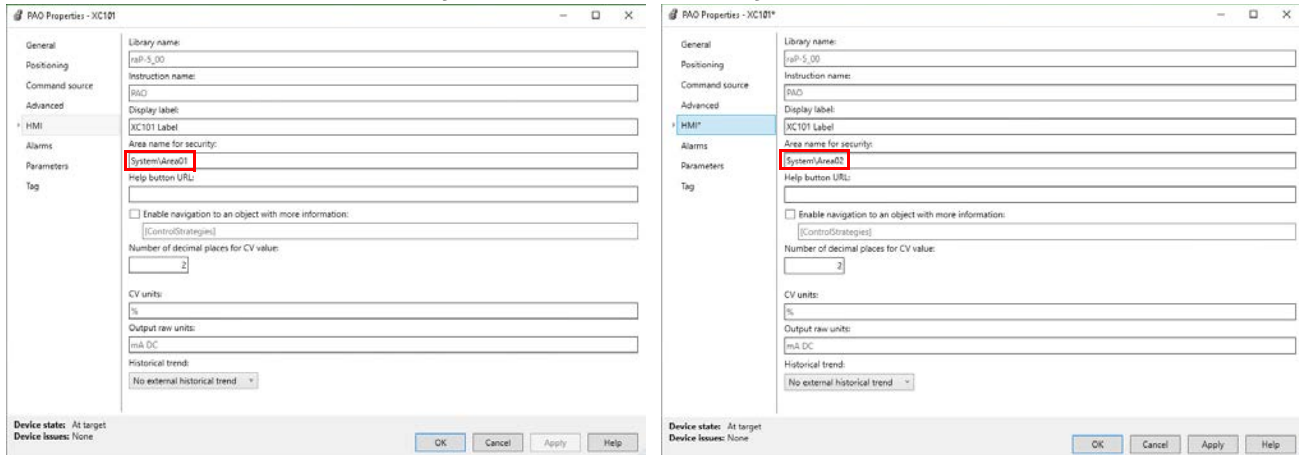 PAO Properties - XC101
General
Positioning
Command source
Advanced
HMI
Alarms
Parameters
Tag
Library name:
raP-5_00
Instruction name:
PAO
Display label:
XC101 Label
Area name for security:
System\Area01
Help button URL:
Enable navigation to an object with more information:
[ControlStrategies]
Number of decimal places for CV value:
2
CV units:
%
Output raw units:
mA DC
Historical trend:
No external historical trend
Device state: At target
Device issues: None
OK Cancel Apply Help
PAO Properties - XC101*
General
Positioning
Command source
Advanced
HMI*
Alarms
Parameters
Tag
Library name:
raP-5_00
Instruction name:
PAO
Display label:
XC101 Label
Area name for security:
System\Area02
Help button URL:
Enable navigation to an object with more information:
[ControlStrategies]
Number of decimal places for CV value:
2
CV units:
%
Output raw units:
mA DC
Historical trend:
No external historical trend
Device state: At target
Device issues: None
OK Cancel Apply Help